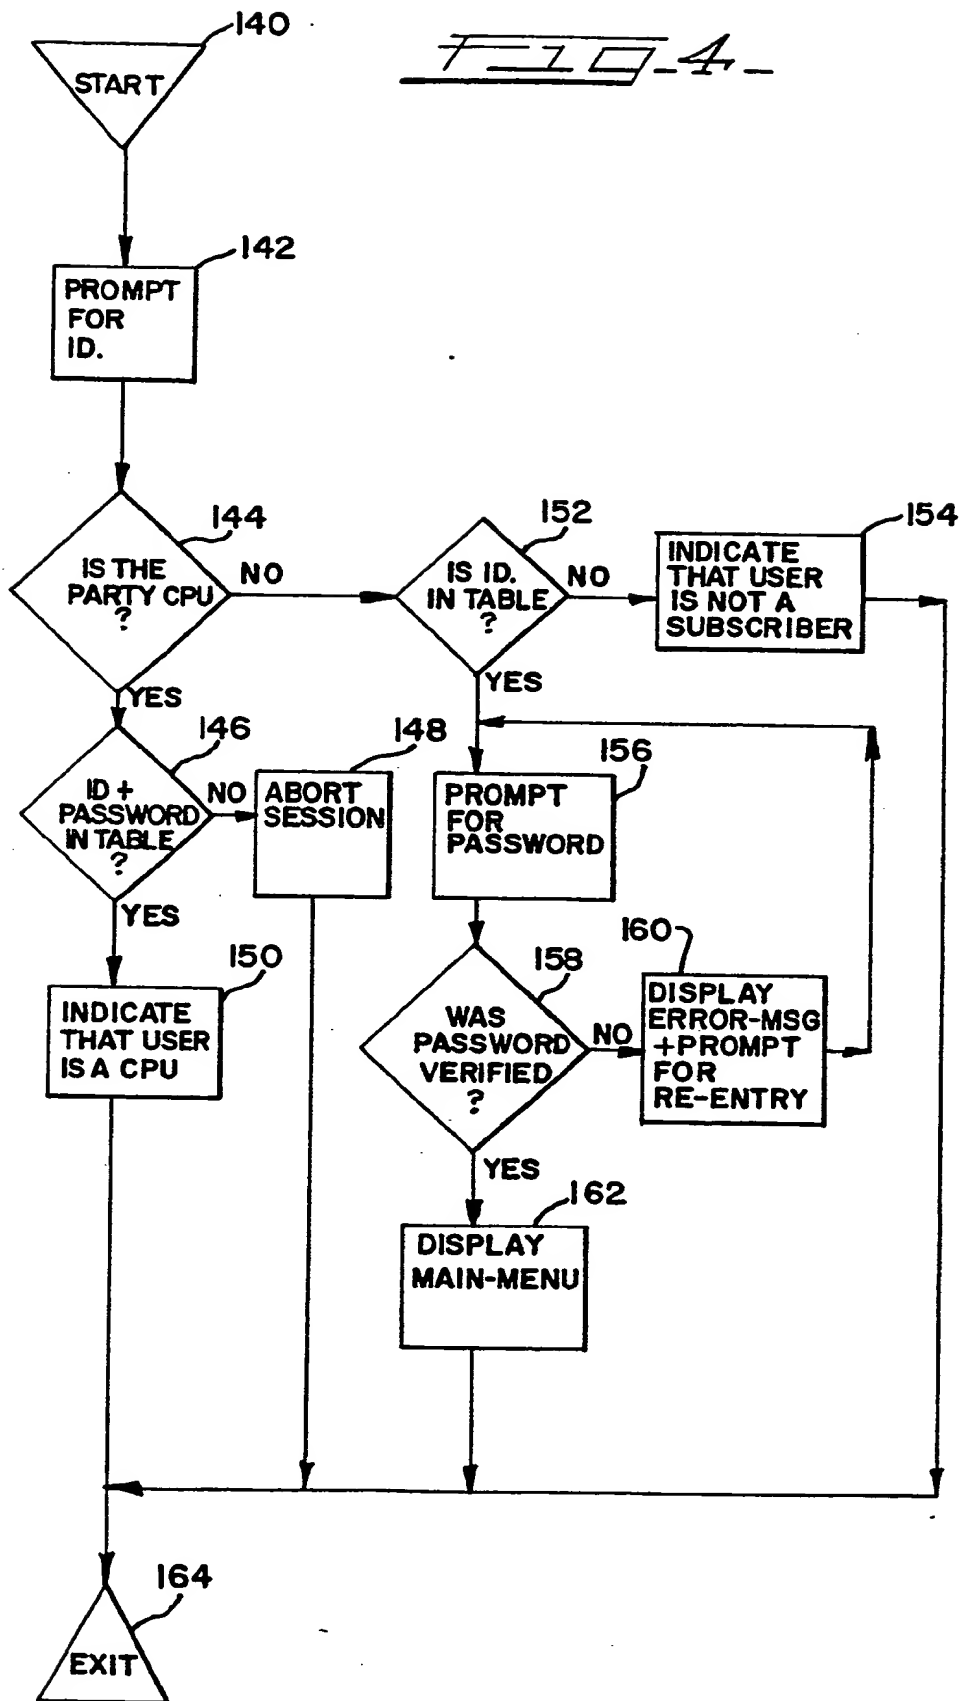 140
Fig-4-
START
142
PROMPT
FOR
ID.
144
IS THE
PARTY CPU
?
NO
YES
152
IS ID.
IN TABLE
?
NO
YES
154
INDICATE
THAT USER
IS NOT A
SUBSCRIBER
146
ID +
PASSWORD
IN TABLE
?
NO
YES
148
ABORT
SESSION
156
PROMPT
FOR
PASSWORD
150
INDICATE
THAT USER
IS A CPU
158
WAS
PASSWORD
VERIFIED
?
NO
YES
160
DISPLAY
ERROR-MSG
+PROMPT
FOR
RE-ENTRY
162
DISPLAY
MAIN-MENU
164
EXIT